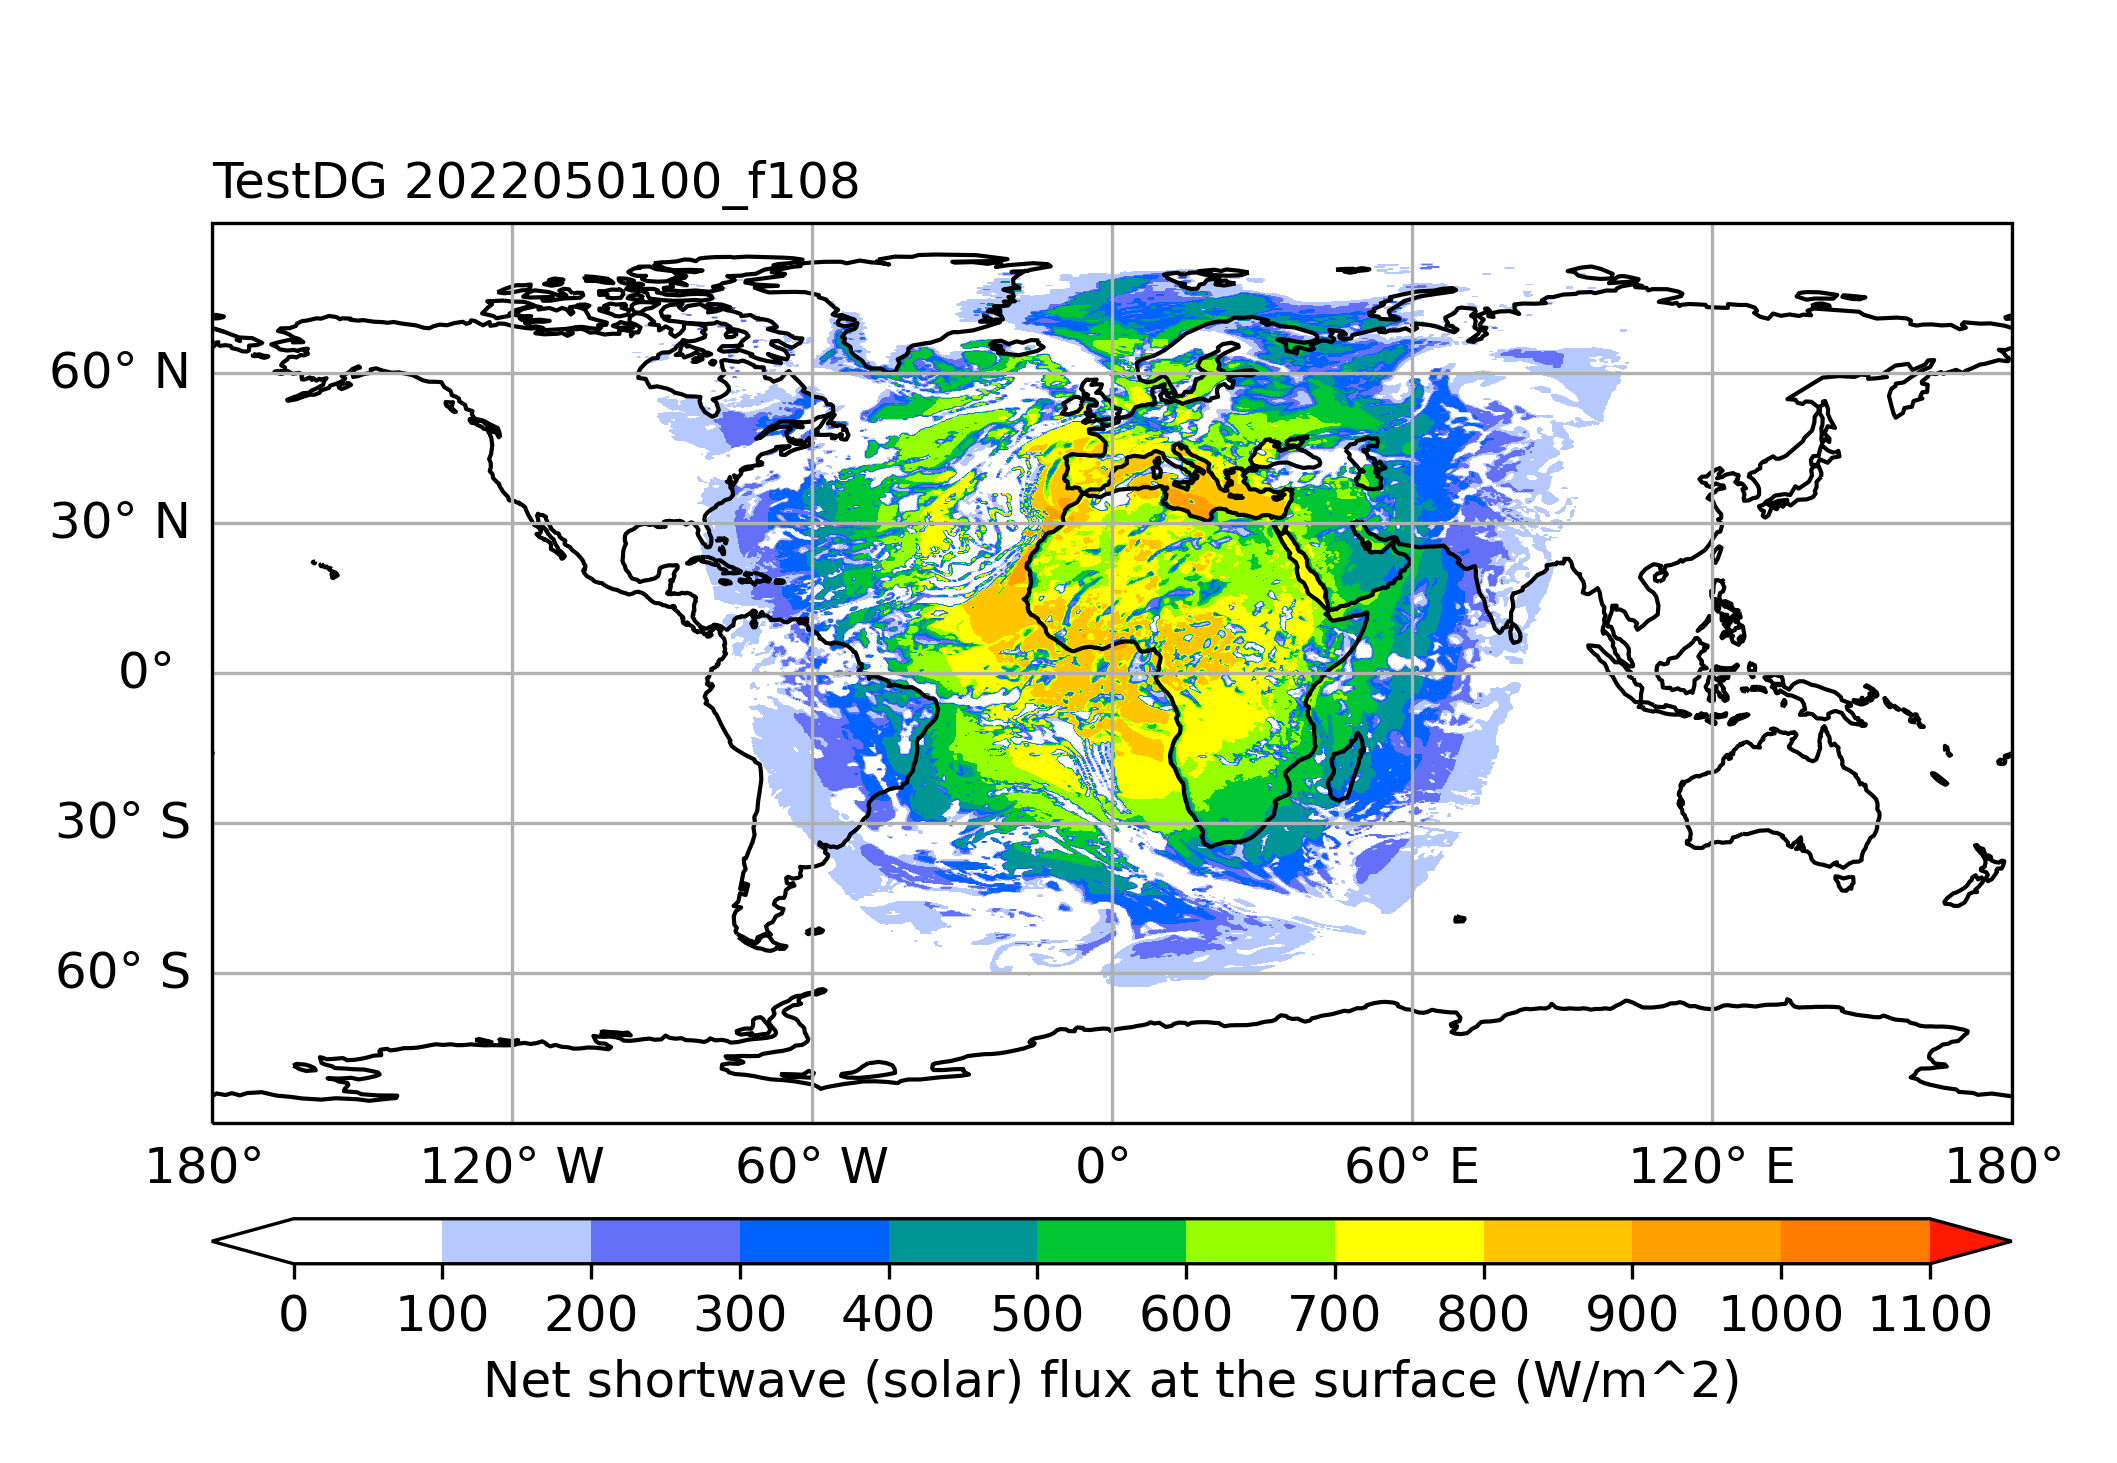 TestDG 2022050100_f108
60° N
30° N
0°
30° S
60° S
180° 120° W 60° W 0° 60° E 120° E 180°
0 100 200 300 400 500 600 700 800 900 1000 1100
Net shortwave (solar) flux at the surface (W/m^2)